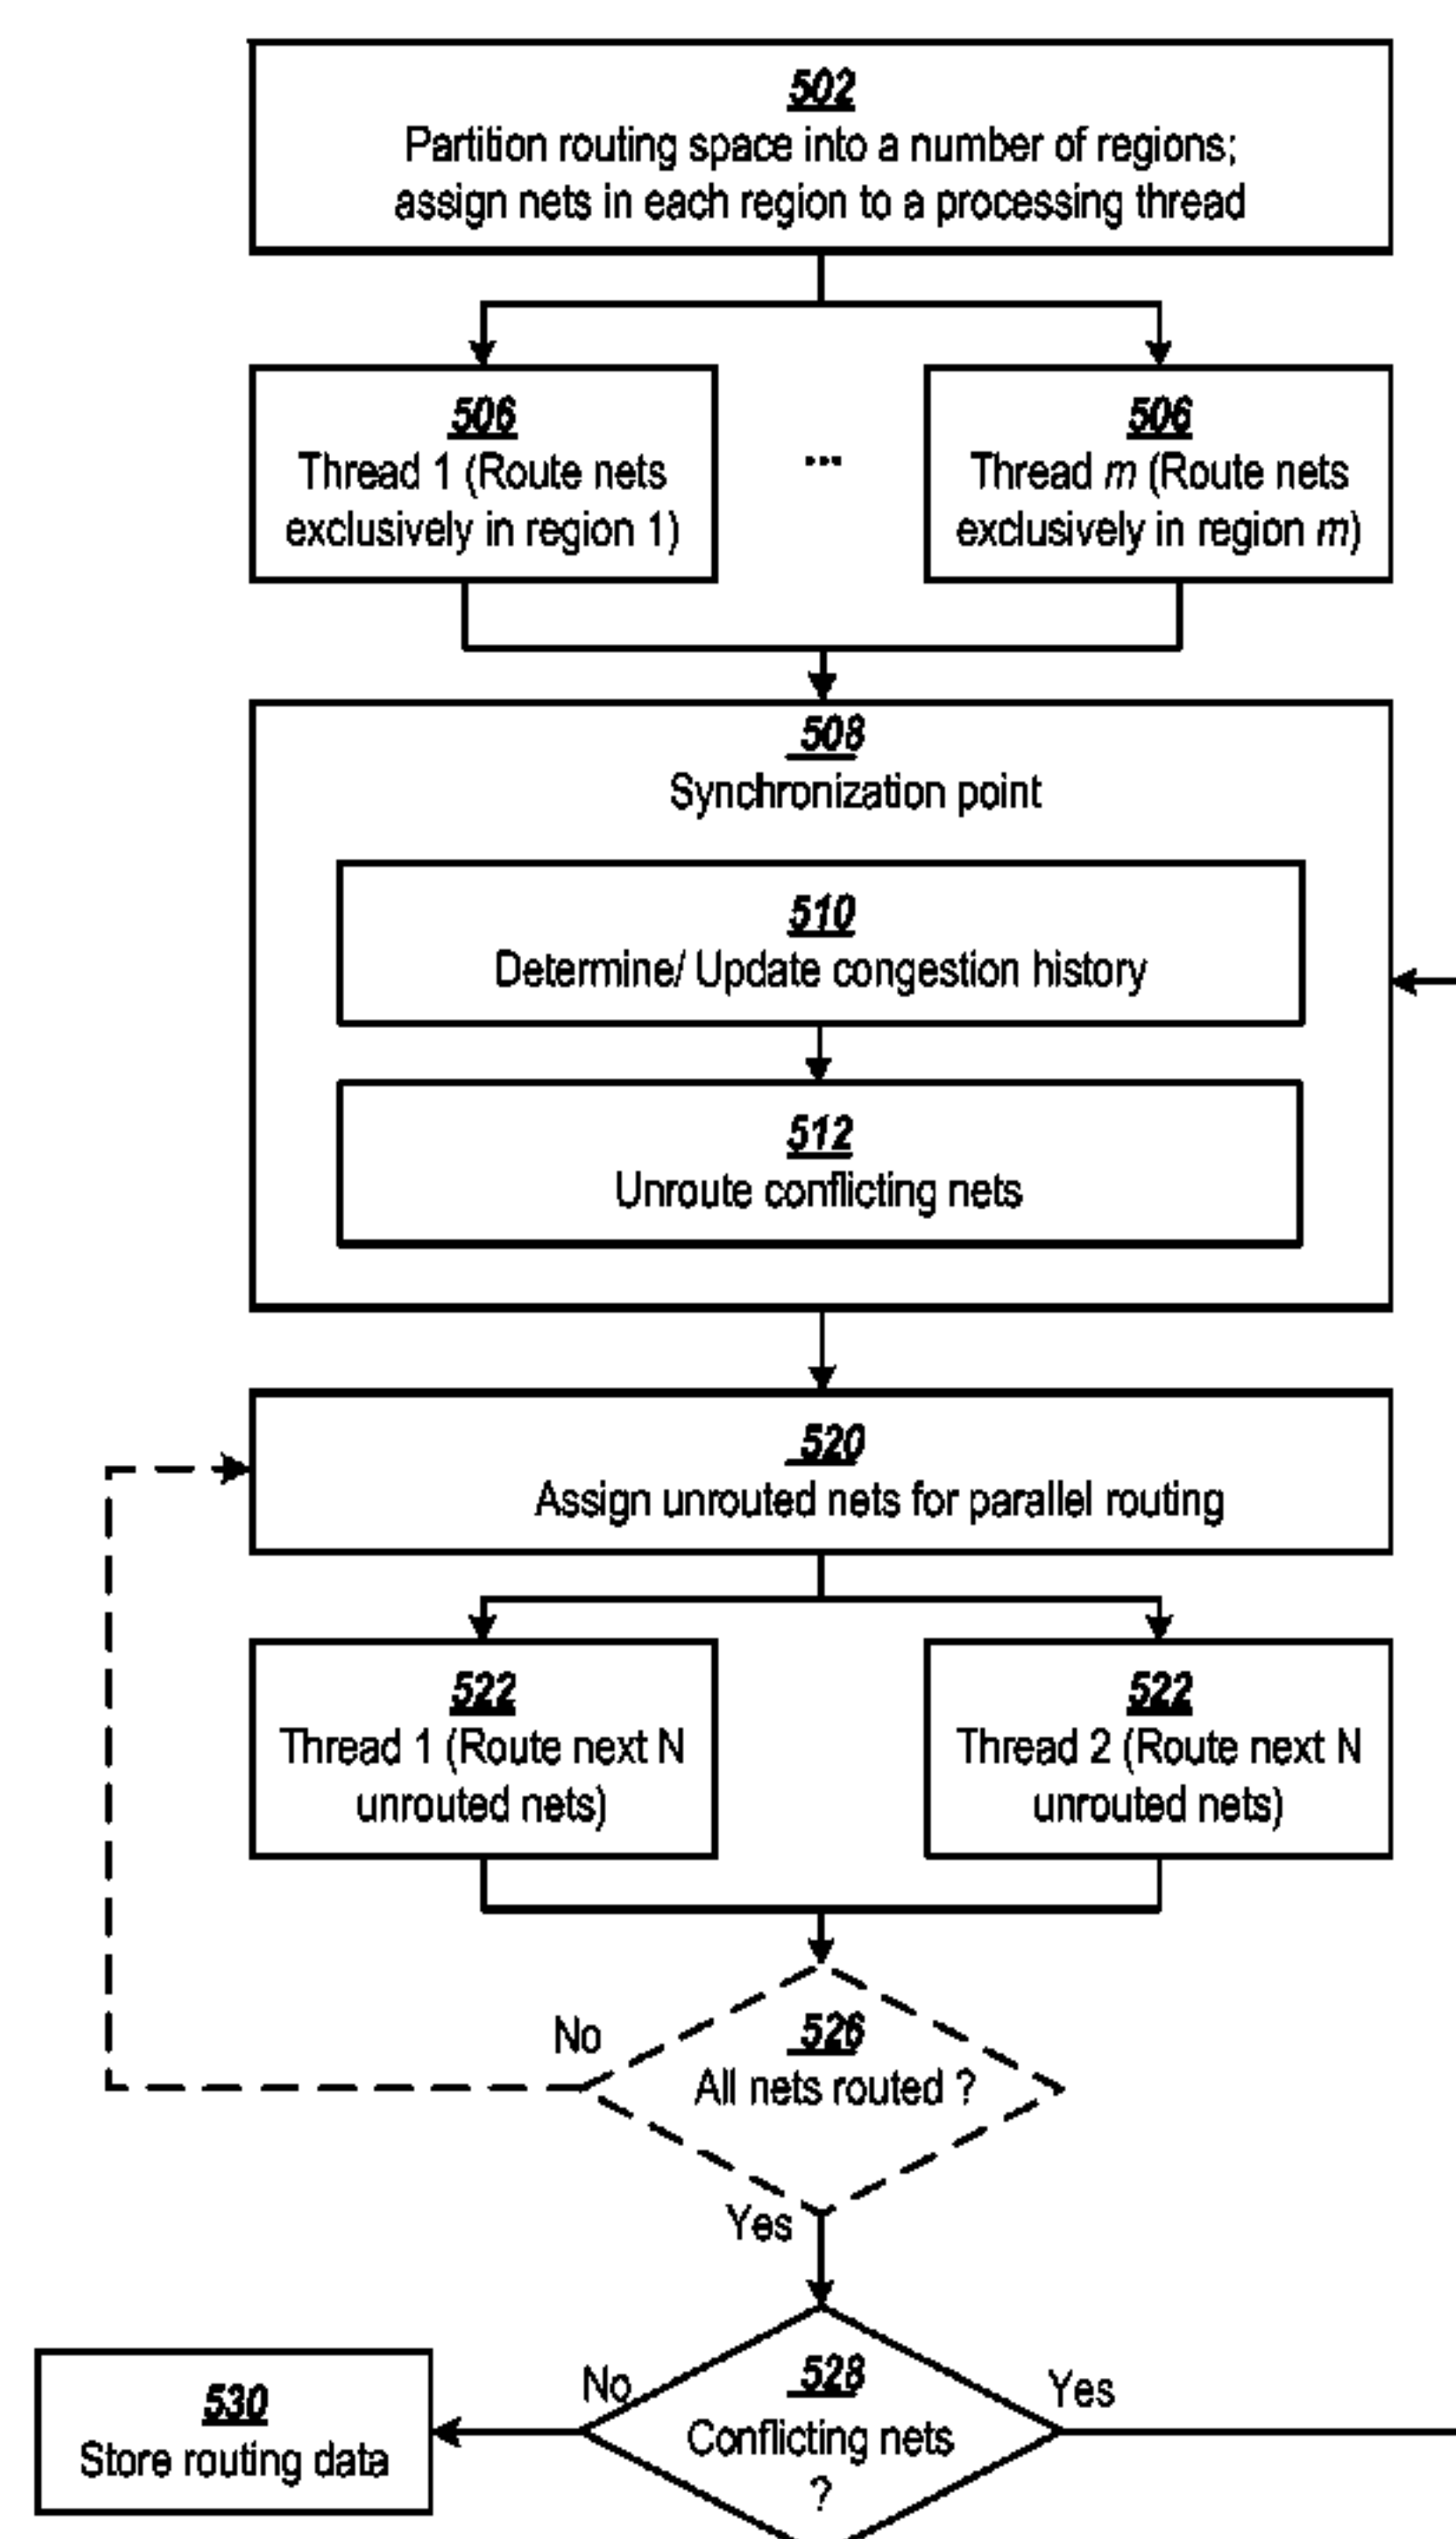 502
Partition routing space into a number of regions;
assign nets in each region to a processing thread
506
Thread 1 (Route nets
exclusively in region 1)
...
506
Thread m (Route nets
exclusively in region m)
508
Synchronization point
510
Determine/ Update congestion history
512
Unroute conflicting nets
520
Assign unrouted nets for parallel routing
522
Thread 1 (Route next N
unrouted nets)
522
Thread 2 (Route next N
unrouted nets)
No
526
All nets routed ?
Yes
530
Store routing data
No
528
Conflicting nets
?
Yes